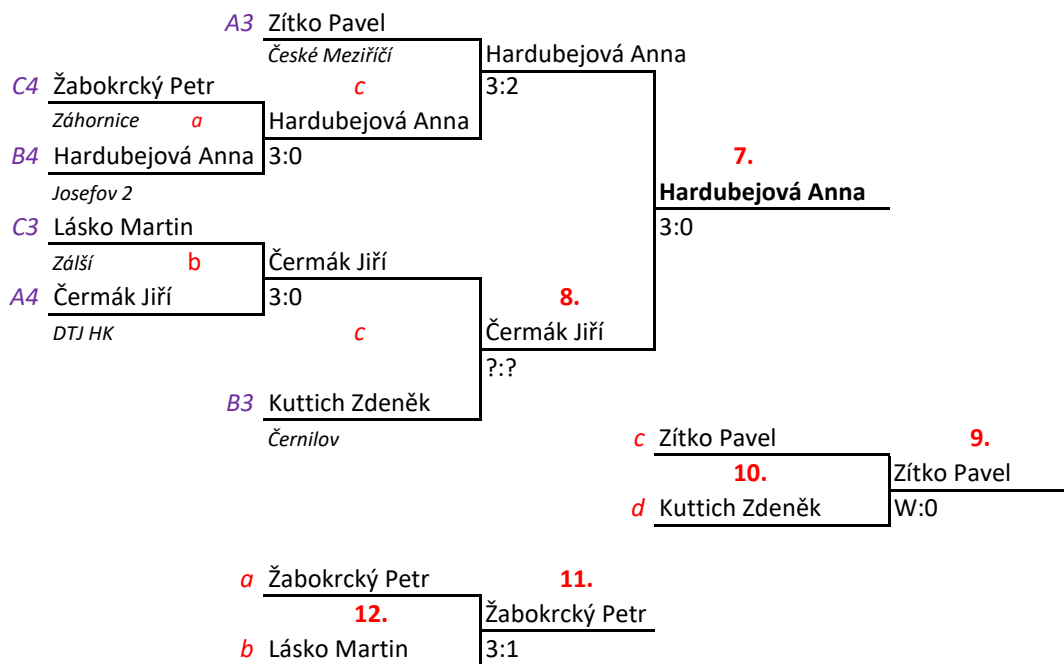 A3 Zítko Pavel
České Meziříčí Hardubejová Anna
C4 Žabokrcký Petr c 3:2
Záhornice a Hardubejová Anna
B4 Hardubejová Anna 3:0 7.
Josefov 2 Hardubejová Anna
C3 Lásko Martin 3:0
Zálší b Čermák Jiří
A4 Čermák Jiří 3:0 8.
DTJ HK c Čermák Jiří
?:?
B3 Kuttich Zdeněk
Černilov c Zítko Pavel 9.
10. Zítko Pavel
d Kuttich Zdeněk W:0
a Žabokrcký Petr 11.
12. Žabokrcký Petr
b Lásko Martin 3:1